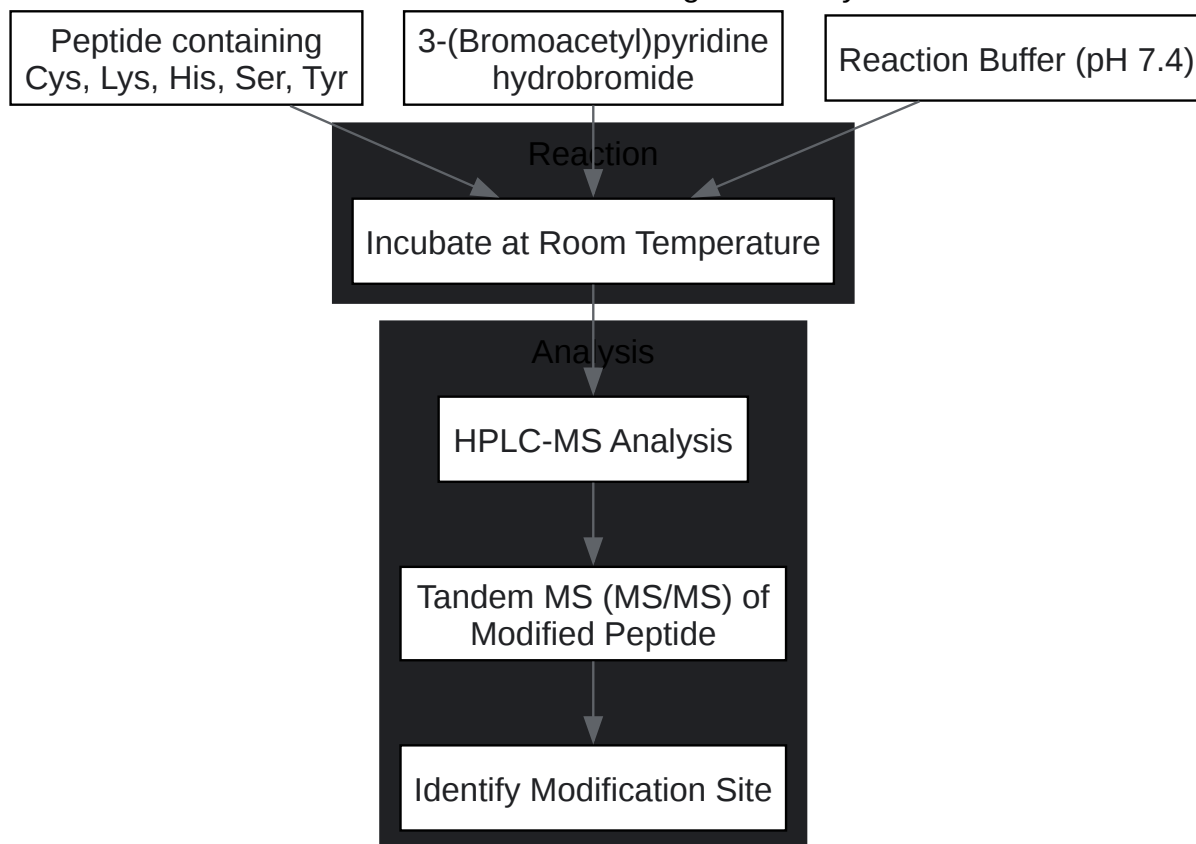 Peptide containing
Cys, Lys, His, Ser, Tyr
3-(Bromoacetyl)pyridine
hydrobromide
Reaction Buffer (pH 7.4)
Reaction
Incubate at Room Temperature
Analysis
HPLC-MS Analysis
Tandem MS (MS/MS) of
Modified Peptide
Identify Modification Site